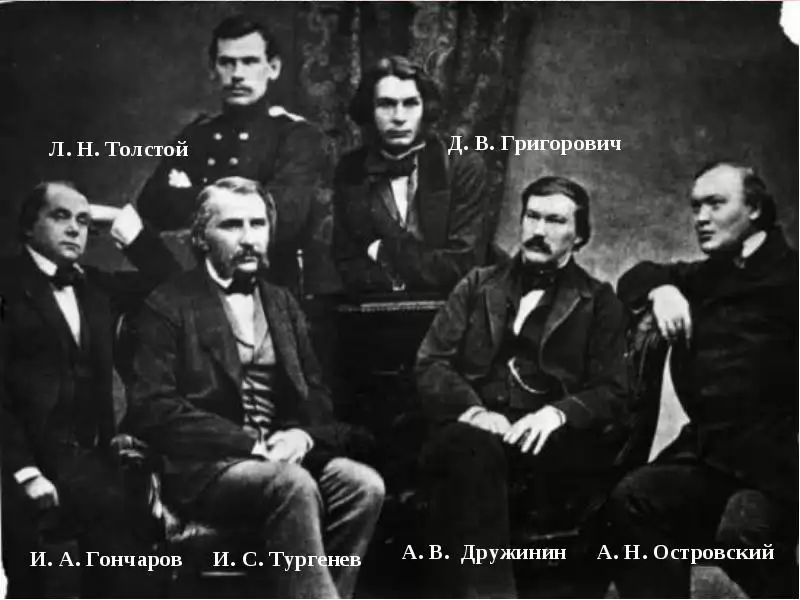 Л. Н. Толстой
Д. В. Григорович
И. А. Гончаров
И. С. Тургенев
А. В. Дружинин
А. Н. Островский